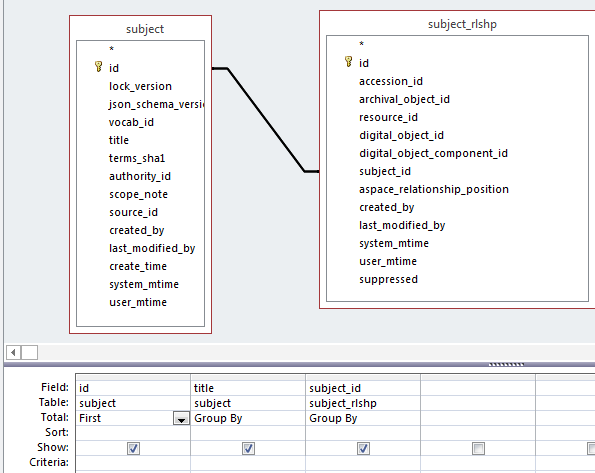 subject
*
id
lock_version
json_schema_versi
vocab_id
title
terms_sha1
authority_id
scope_note
source_id
created_by
last_modified_by
create_time
system_mtime
user_mtime
subject_rlshp
*
id
accession_id
archival_object_id
resource_id
digital_object_id
digital_object_component_id
subject_id
aspace_relationship_position
created_by
last_modified_by
system_mtime
user_mtime
suppressed
Field: id title subject_id
Table: subject subject subject_rlshp
Total: First Group By Group By
Sort:
Show:
Criteria: